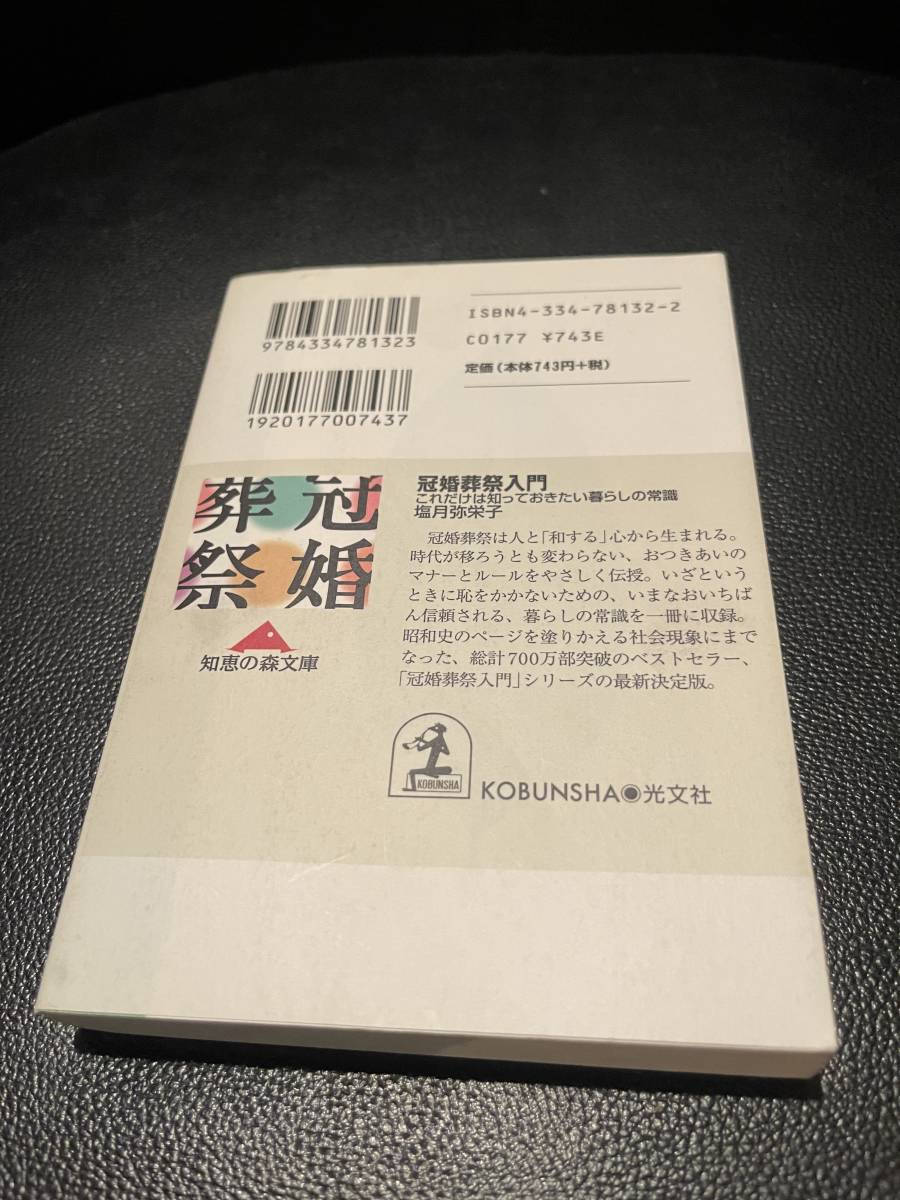 9784334781323
1920177007437
ISBN4-334-78132-2
C0177 ¥743E
定価(本体743円+税)
冠婚
葬祭
知恵の森文庫
冠婚葬祭入門
これだけは知っておきたい暮らしの常識
塩月弥栄子
冠婚葬祭は人と「和する」心から生まれる。
時代が移ろうとも変わらない、おつきあいの
マナーとルールをやさしく伝授。いざという
ときに恥をかかないための、いまなおいちば
ん信頼される、暮らしの常識を一冊に収録。
昭和史のページを塗りかえる社会現象にまで
なった、総計700万部突破のベストセラー、
「冠婚葬祭入門」シリーズの最新決定版。
KOBUNSHA
KOBUNSHA◉光文社